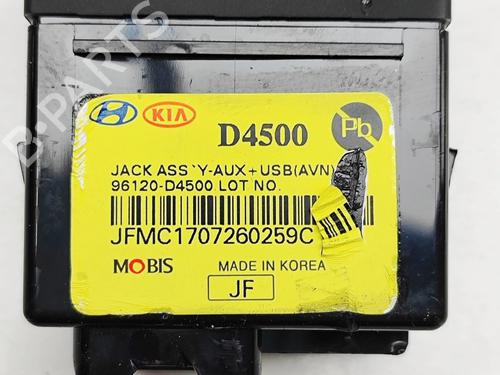 KIA D4500 Pb
JACK ASS`Y-AUX+USB(AVN)
96120-D4500 LOT NO.
JFMC1707260259C
MOBIS MADE IN KOREA
JF
B-PARTS